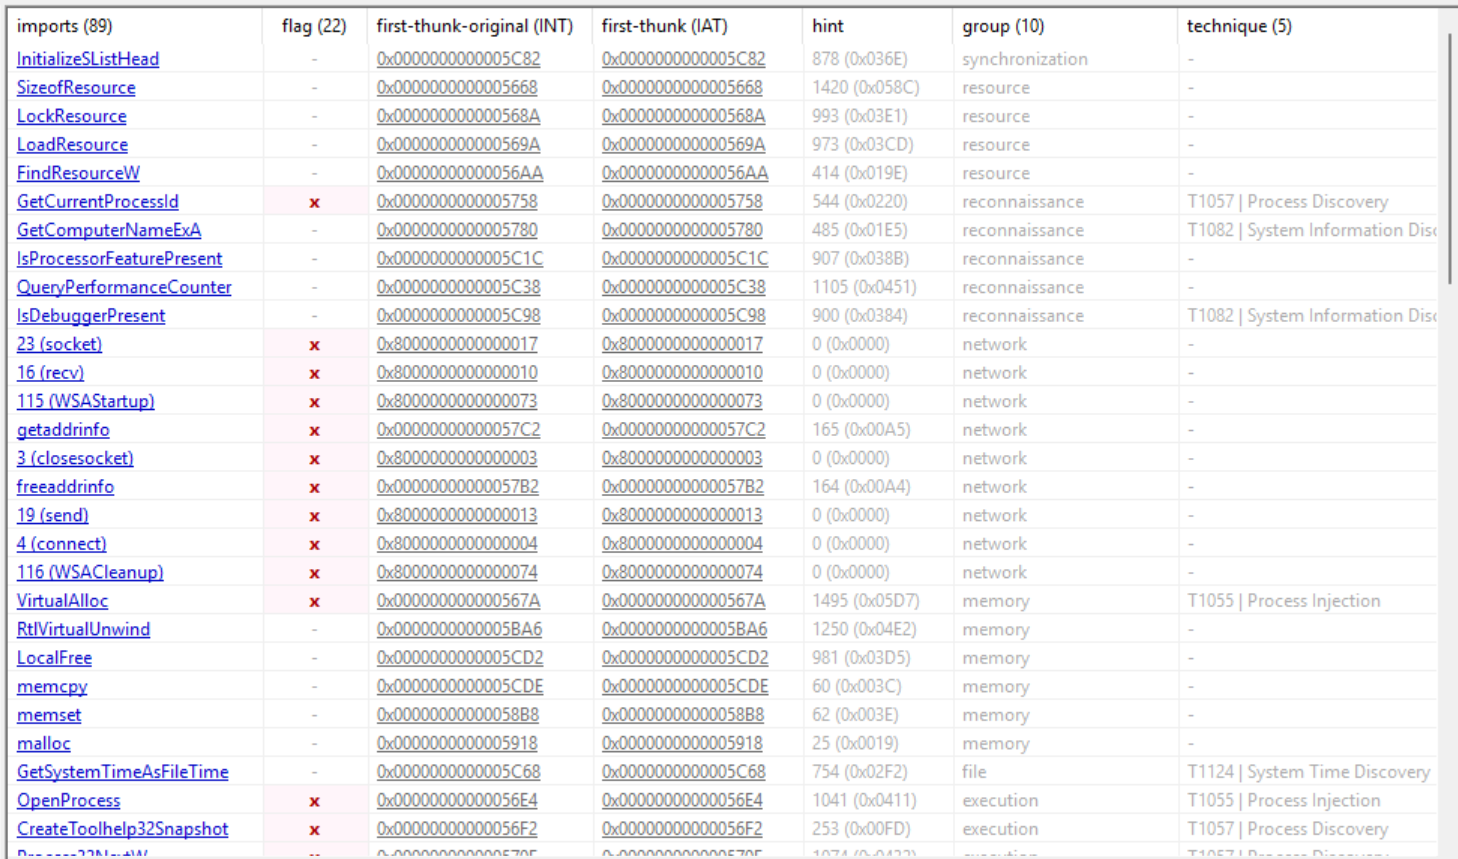 imports (89) flag (22) first-thunk-original (INT) first-thunk (IAT) hint group (10) technique (5)
InitializeSListHead - 0x0000000000005C82 0x0000000000005C82 878 (0x036E) synchronization -
SizeofResource - 0x0000000000005668 0x0000000000005668 1420 (0x058C) resource -
LockResource - 0x000000000000568A 0x000000000000568A 993 (0x03E1) resource -
LoadResource - 0x000000000000569A 0x000000000000569A 973 (0x03CD) resource -
FindResourceW - 0x00000000000056AA 0x00000000000056AA 414 (0x019E) resource -
GetCurrentProcessId x 0x0000000000005758 0x0000000000005758 544 (0x0220) reconnaissance T1057 | Process Discovery
GetComputerNameExA - 0x0000000000005780 0x0000000000005780 485 (0x01E5) reconnaissance T1082 | System Information Disc
IsProcessorFeaturePresent - 0x0000000000005C1C 0x0000000000005C1C 907 (0x038B) reconnaissance -
QueryPerformanceCounter - 0x0000000000005C38 0x0000000000005C38 1105 (0x0451) reconnaissance -
IsDebuggerPresent - 0x0000000000005C98 0x0000000000005C98 900 (0x0384) reconnaissance T1082 | System Information Disc
23 (socket) x 0x8000000000000017 0x8000000000000017 0 (0x0000) network -
16 (recv) x 0x8000000000000010 0x8000000000000010 0 (0x0000) network -
115 (WSAStartup) x 0x8000000000000073 0x8000000000000073 0 (0x0000) network -
getaddrinfo x 0x00000000000057C2 0x00000000000057C2 165 (0x00A5) network -
3 (closesocket) x 0x8000000000000003 0x8000000000000003 0 (0x0000) network -
freeaddrinfo x 0x00000000000057B2 0x00000000000057B2 164 (0x00A4) network -
19 (send) x 0x8000000000000013 0x8000000000000013 0 (0x0000) network -
4 (connect) x 0x8000000000000004 0x8000000000000004 0 (0x0000) network -
116 (WSACleanup) x 0x8000000000000074 0x8000000000000074 0 (0x0000) network -
VirtualAlloc x 0x000000000000567A 0x000000000000567A 1495 (0x05D7) memory T1055 | Process Injection
RtlVirtualUnwind - 0x0000000000005BA6 0x0000000000005BA6 1250 (0x04E2) memory -
LocalFree - 0x0000000000005CD2 0x0000000000005CD2 981 (0x03D5) memory -
memcpy - 0x0000000000005CDE 0x0000000000005CDE 60 (0x003C) memory -
memset - 0x00000000000058B8 0x00000000000058B8 62 (0x003E) memory -
malloc - 0x0000000000005918 0x0000000000005918 25 (0x0019) memory -
GetSystemTimeAsFileTime - 0x0000000000005C68 0x0000000000005C68 754 (0x02F2) file T1124 | System Time Discovery
OpenProcess x 0x00000000000056E4 0x00000000000056E4 1041 (0x0411) execution T1055 | Process Injection
CreateToolhelp32Snapshot x 0x00000000000056F2 0x00000000000056F2 253 (0x00FD) execution T1057 | Process Discovery